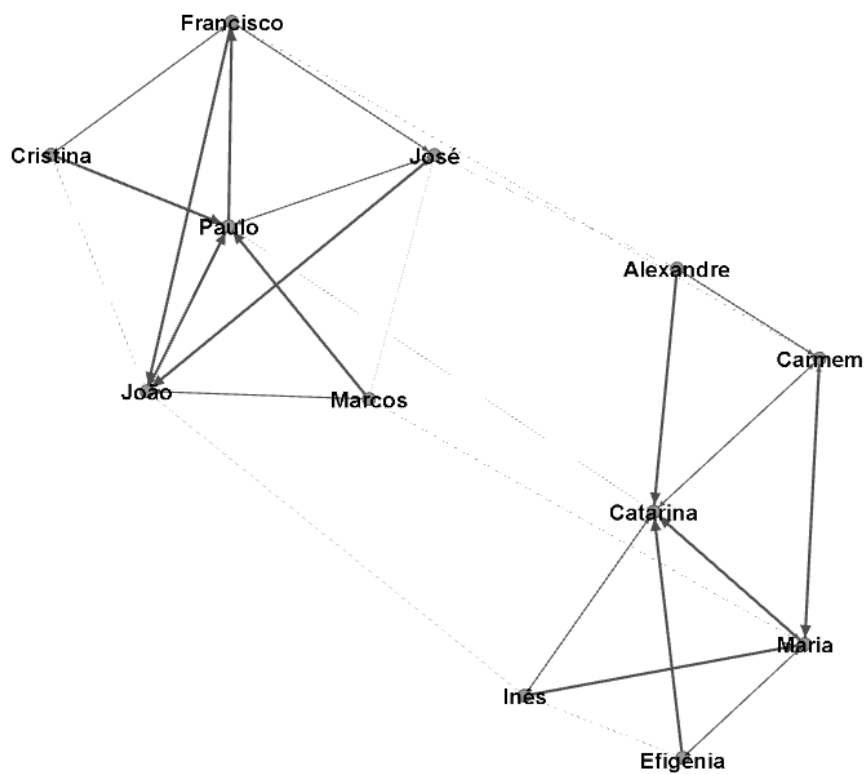 Francisco
Cristina
José
Paulo
Alexandre
Carmem
João
Marcos
Catarina
Maria
Inês
Efigênia